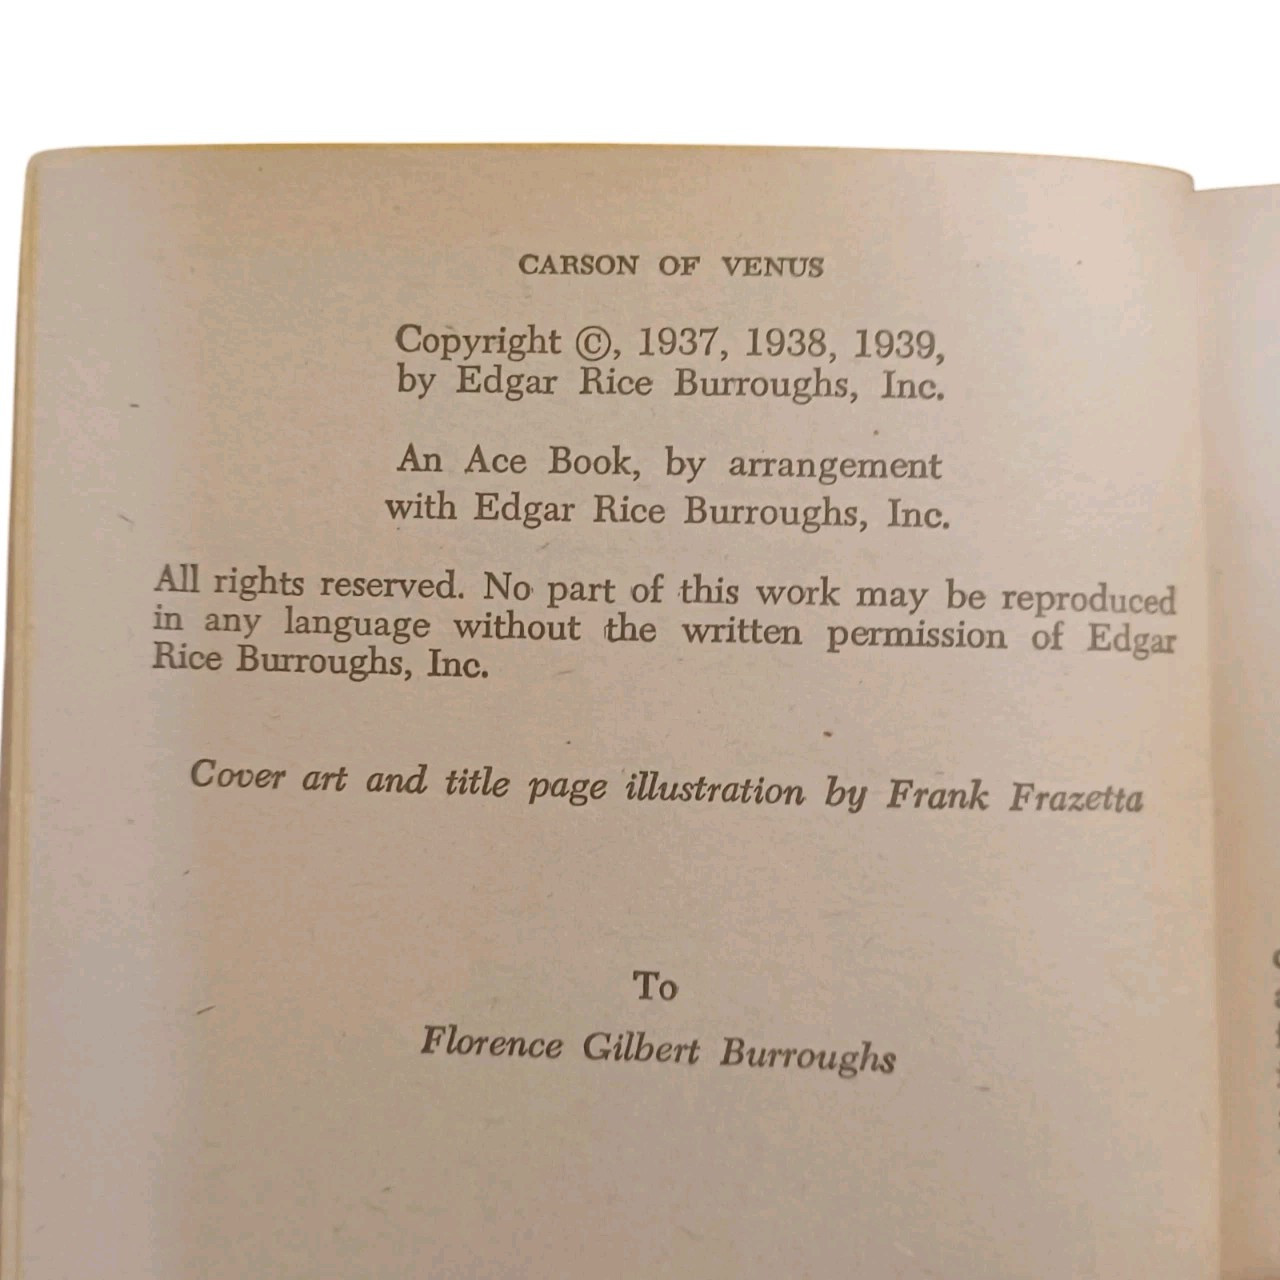 CARSON OF VENUS
Copyright ©, 1937, 1938, 1939,
by Edgar Rice Burroughs, Inc.
An Ace Book, by arrangement
with Edgar Rice Burroughs, Inc.
All rights reserved. No part of this work may be reproduced
in any language without the written permission of Edgar
Rice Burroughs, Inc.
Cover art and title page illustration by Frank Frazetta
To
Florence Gilbert Burroughs